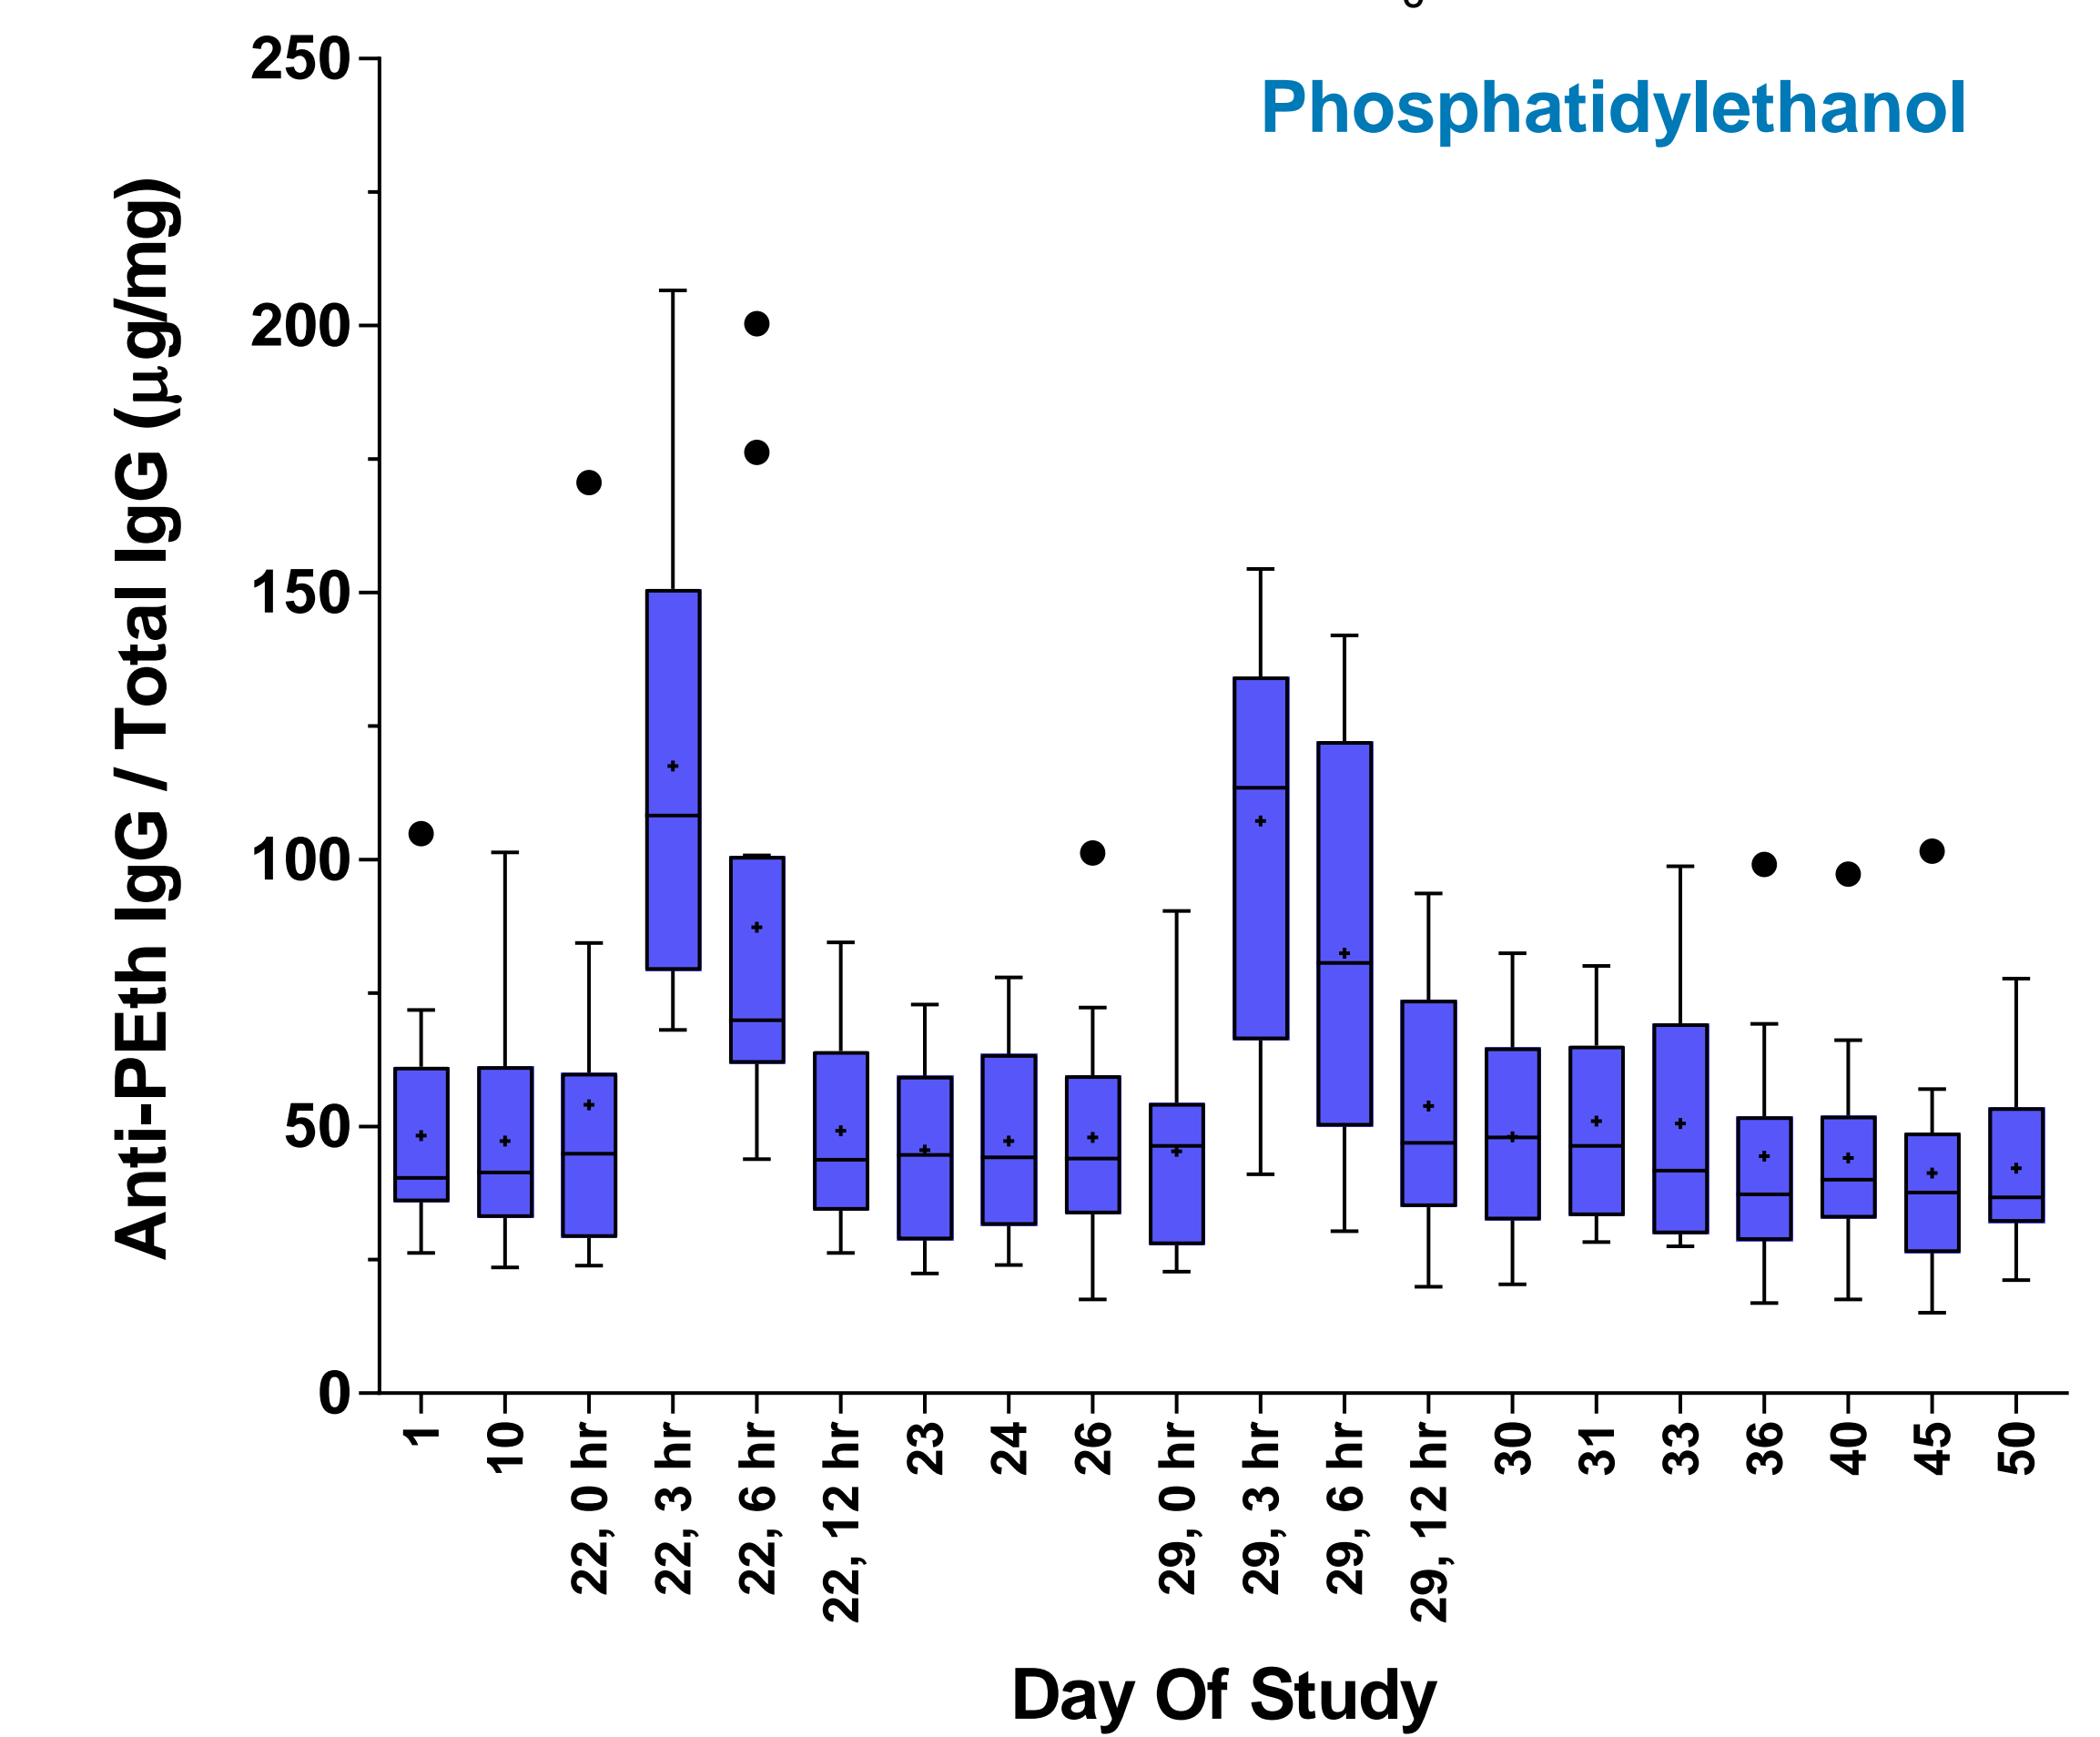 Phosphatidylethanol
Anti-PEth IgG / Total IgG (µg/mg)
250
200
150
100
50
0
1
10
22, 0 hr
22, 3 hr
22, 6 hr
22, 12 hr
23
24
26
29, 0 hr
29, 3 hr
29, 6 hr
29, 12 hr
30
31
33
36
40
45
50
Day Of Study